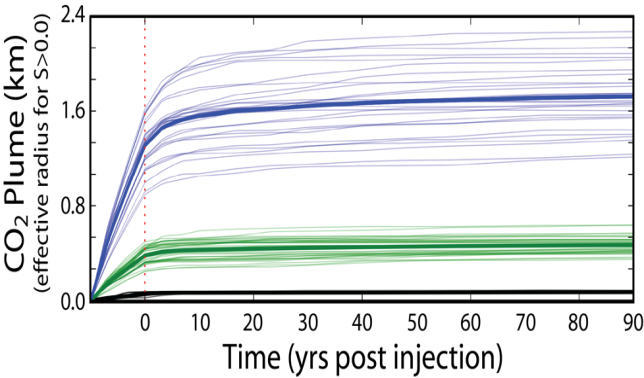 CO₂ Plume (km)
(effective radius for S>0.0)
2.4
1.6
0.8
0.0
0 10 20 30 40 50 60 70 80 90
Time (yrs post injection)